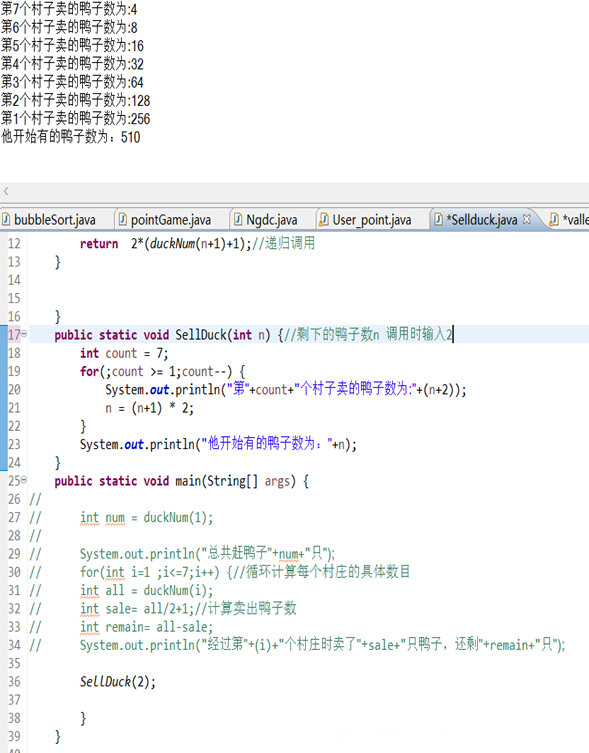 第7个村子卖的鸭子数为:4
第6个村子卖的鸭子数为:8
第5个村子卖的鸭子数为:16
第4个村子卖的鸭子数为:32
第3个村子卖的鸭子数为:64
第2个村子卖的鸭子数为:128
第1个村子卖的鸭子数为:256
他开始有的鸭子数为：510
bubbleSort.java pointGame.java Ngdc.java User_point.java *Sellduck.java *valle
12 return 2*(duckNum(n+1)+1);//递归调用
13 }
14
15
16 }
17 public static void SellDuck(int n) {//剩下的鸭子数n 调用时输入2
18 int count = 7;
19 for(;count >= 1;count--) {
20 System.out.println("第"+count+"个村子卖的鸭子数为:"+(n+2));
21 n = (n+1) * 2;
22 }
23 System.out.println("他开始有的鸭子数为："+n);
24 }
25 public static void main(String[] args) {
26 //
27 // int num = duckNum(1);
28 //
29 // System.out.println("总共赶鸭子"+num+"只");
30 // for(int i=1 ;i<=7;i++) {//循环计算每个村庄的具体数目
31 // int all = duckNum(i);
32 // int sale= all/2+1;//计算卖出鸭子数
33 // int remain= all-sale;
34 // System.out.println("经过第"+(i)+"个村庄时卖了"+sale+"只鸭子，还剩"+remain+"只");
35
36 SellDuck(2);
37
38 }
39 }